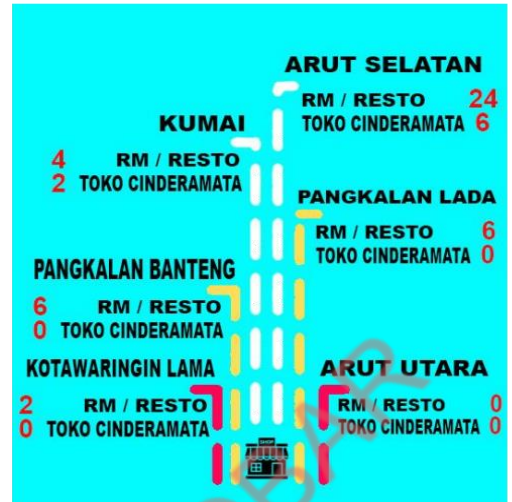 ARUT SELATAN
RM / RESTO 24
TOKO CINDERAMATA 6
KUMAI
4 RM / RESTO
2 TOKO CINDERAMATA
PANGKALAN LADA
RM / RESTO 6
TOKO CINDERAMATA 0
PANGKALAN BANTENG
6 RM / RESTO
0 TOKO CINDERAMATA
KOTAWARINGIN LAMA
2 RM / RESTO
0 TOKO CINDERAMATA
ARUT UTARA
RM / RESTO 0
TOKO CINDERAMATA 0
SHOP